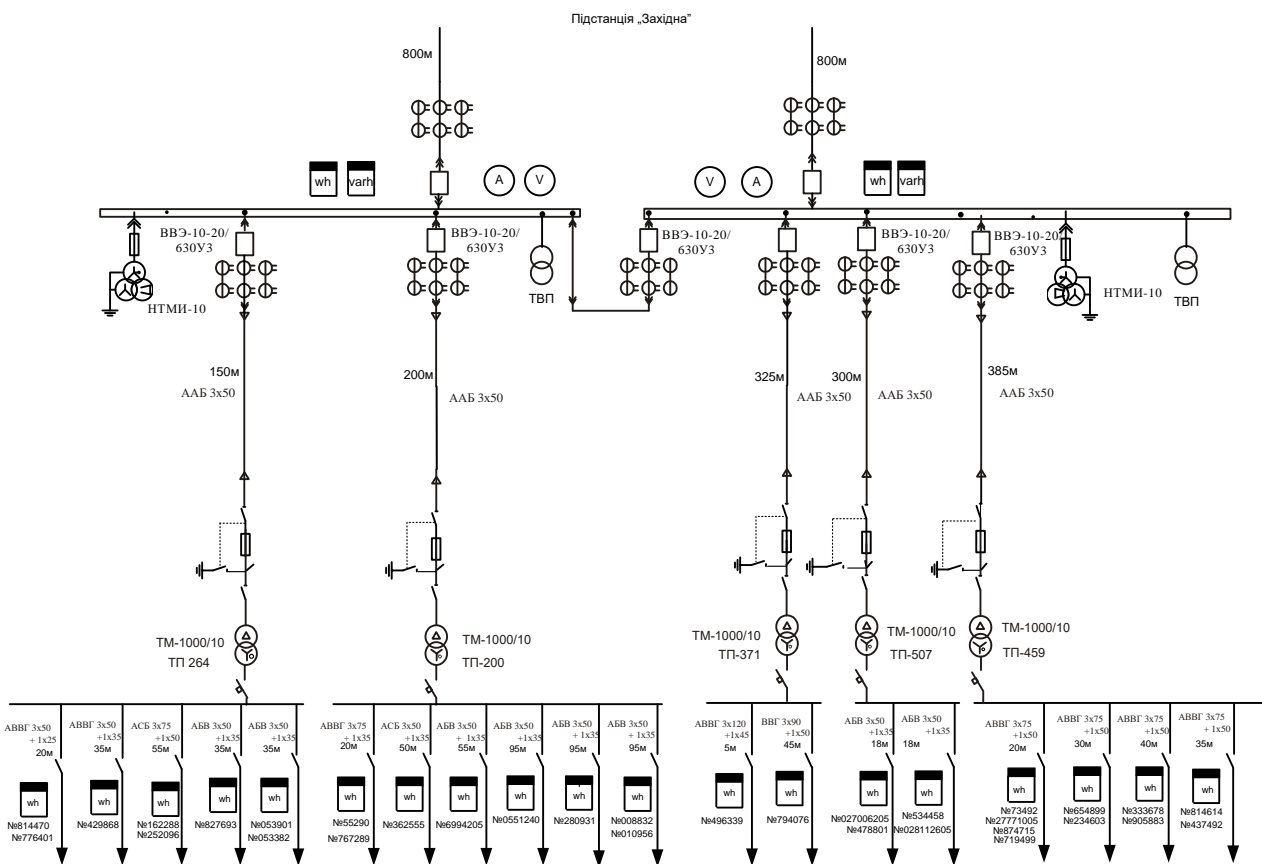 Підстанція „Західна”
800м
800м
wh
varh
A
V
V
A
wh
varh
ВВЭ-10-20/
630У3
ВВЭ-10-20/
630У3
ВВЭ-10-20/
630У3
ВВЭ-10-20/
630У3
ВВЭ-10-20/
630У3
НТМИ-10
ТВП
НТМИ-10
ТВП
150м
ААБ 3х50
200м
ААБ 3х50
325м
ААБ 3х50
300м
ААБ 3х50
385м
ААБ 3х50
ТМ-1000/10
ТП 264
ТМ-1000/10
ТП-200
ТМ-1000/10
ТП-371
ТМ-1000/10
ТП-507
ТМ-1000/10
ТП-459
АВВГ 3х50
+ 1х25
20м
wh
№814470
№776401
АВВГ 3х50
+1х35
35м
wh
№429868
АСБ 3х75
+1х50
55м
wh
№162288
№252096
АБВ 3х50
+1х35
35м
wh
№827693
АБВ 3х50
+1х35
35м
wh
№053901
№053382
АВВГ 3х75
+ 1х35
20м
wh
№55290
№767289
АСБ 3х50
+1х35
50м
wh
№362555
АБВ 3х50
+1х35
55м
wh
№6994205
АБВ 3х50
+1х35
95м
wh
№0551240
АБВ 3х50
+1х35
95м
wh
№280931
АБВ 3х50
+1х35
95м
wh
№008832
№010956
АВВГ 3х120
+1х45
5м
wh
№496339
ВВГ 3х90
+1х50
45м
wh
№794076
АБВ 3х50
+1х35
18м
wh
№027006205
№478801
АБВ 3х50
+1х35
18м
wh
№534458
№028112605
АВВГ 3х75
+ 1х50
20м
wh
№73492
№27771005
№874715
№719499
АВВГ 3х75
+ 1х50
30м
wh
№654899
№234603
АВВГ 3х75
+ 1х50
40м
wh
№333678
№905883
АВВГ 3х75
+ 1х50
35м
wh
№814614
№437492